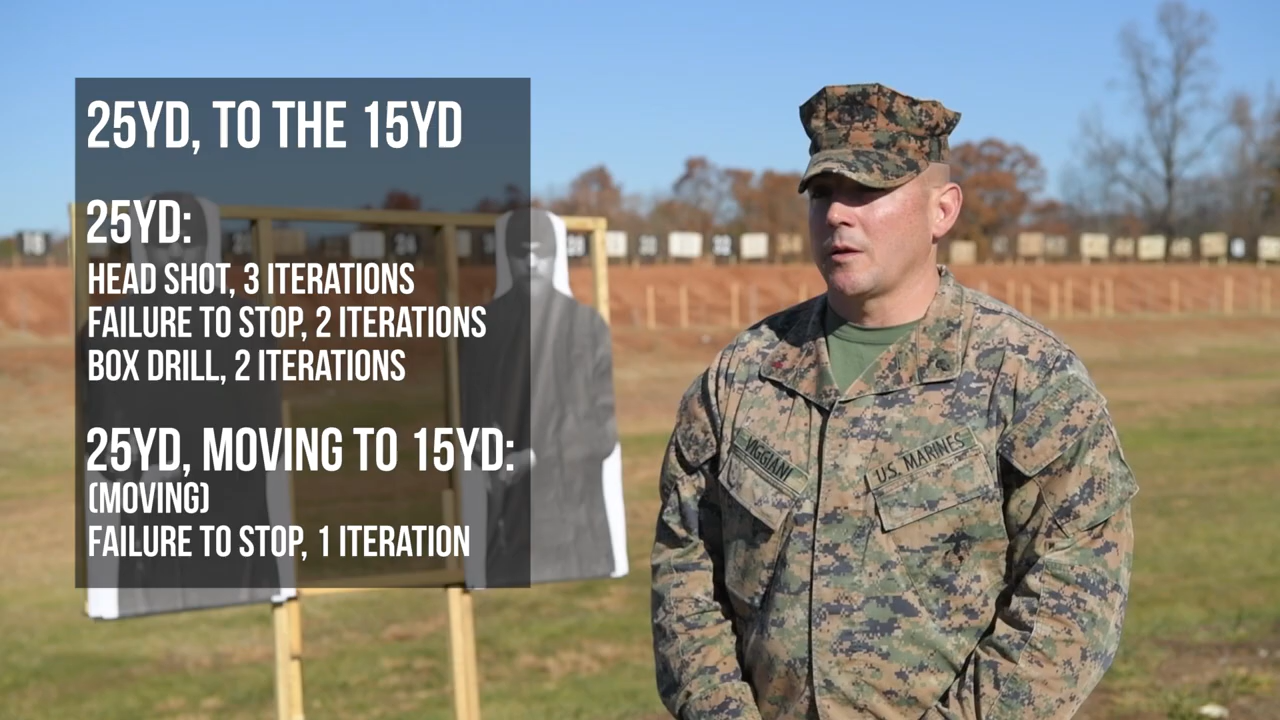 25YD, TO THE 15YD
25YD:
HEAD SHOT, 3 ITERATIONS
FAILURE TO STOP, 2 ITERATIONS
BOX DRILL, 2 ITERATIONS
25YD, MOVING TO 15YD:
(MOVING)
FAILURE TO STOP, 1 ITERATION
VIGGIANI
U.S. MARINES